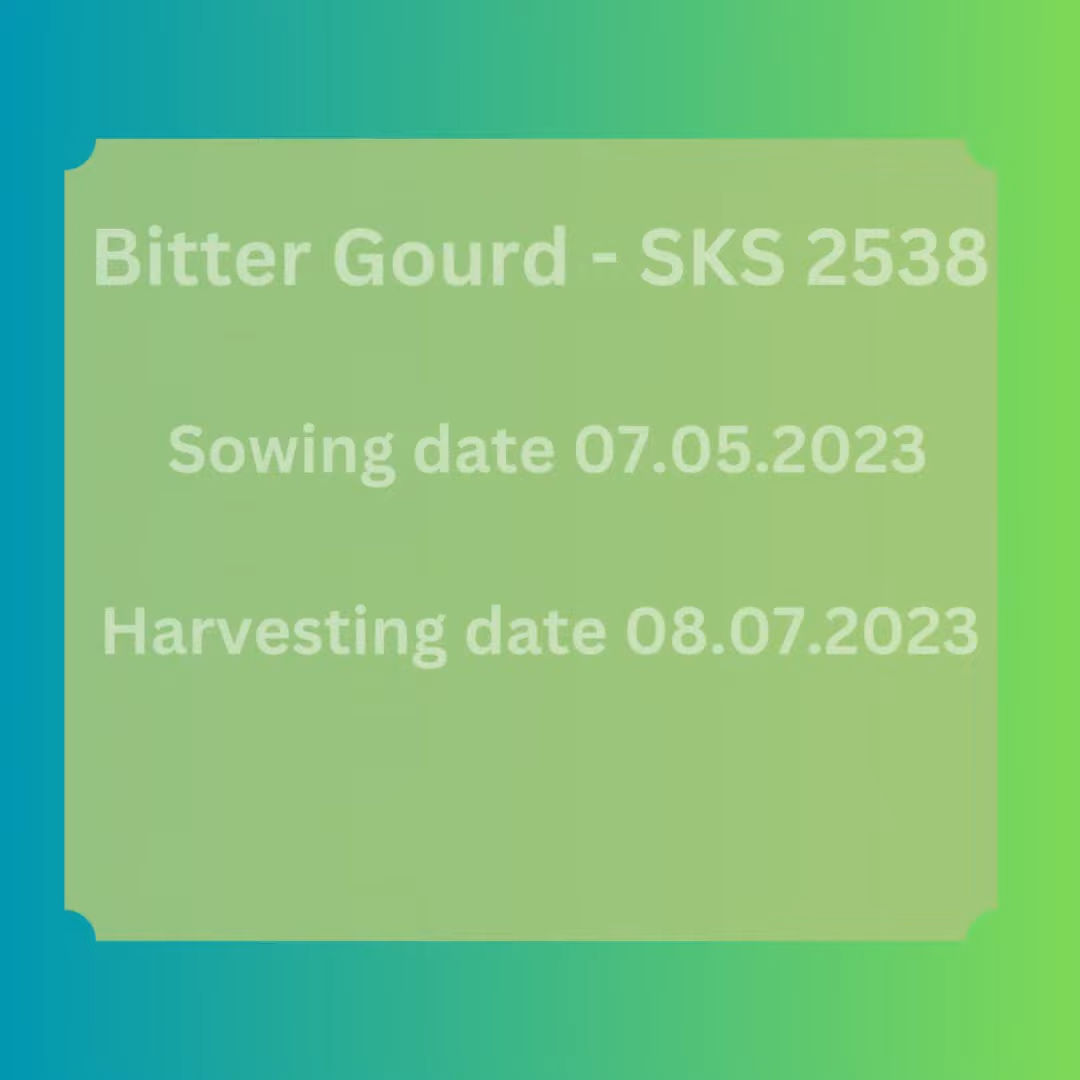 Bitter Gourd - SKS 2538
Sowing date 07.05.2023
Harvesting date 08.07.2023